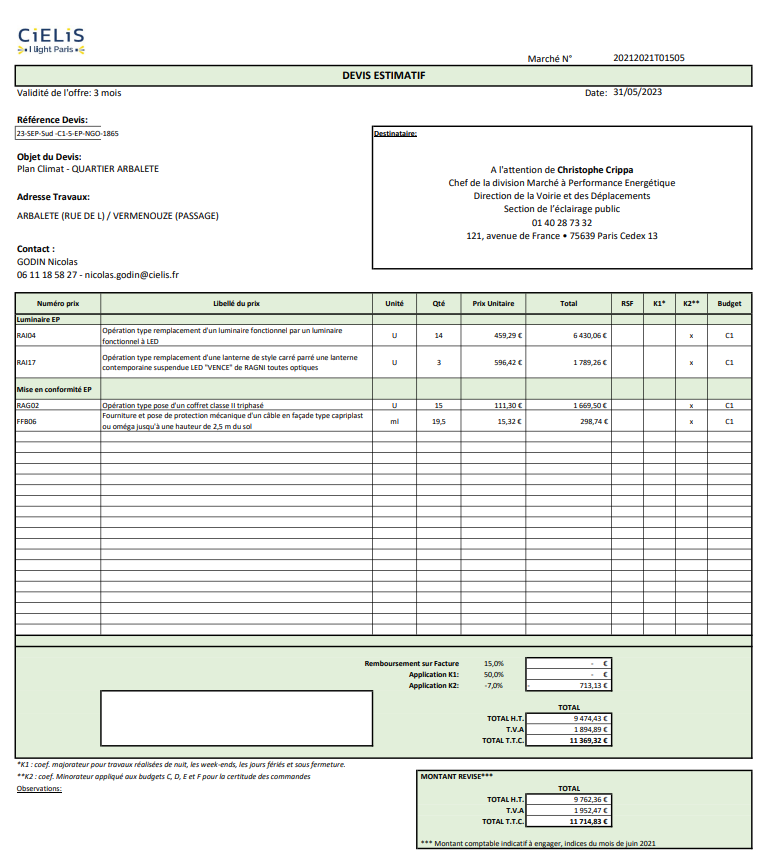 CiELiS
Light Paris
Marché N° 20212021T01505
DEVIS ESTIMATIF
Validité de l'offre: 3 mois
Date: 31/05/2023
Référence Devis:
23-SEP-Sud -C1-5-EP-NGO-1865
Objet du Devis:
Plan Climat - QUARTIER ARBALETE
Adresse Travaux:
ARBALETE (RUE DE L) / VERMENOUZE (PASSAGE)
Contact :
GODIN Nicolas
06 11 18 58 27 - nicolas.godin@cielis.fr
Destinataire:
A l'attention de Christophe Crippa
Chef de la division Marché à Performance Energétique
Direction de la Voirie et des Déplacements
Section de l'éclairage public
01 40 28 73 32
121, avenue de France • 75639 Paris Cedex 13
Numéro prix Libellé du prix Unité Qté Prix Unitaire Total RSF K1* K2** Budget
Luminaire EP
RAI04 Opération type remplacement d'un luminaire fonctionnel par un luminaire
fonctionnel à LED U 14 459,29 € 6 430,06 € x C1
RAI17 Opération type remplacement d'une lanterne de style carré parré une lanterne
contemporaine suspendue LED "VENCE" de RAGNI toutes optiques U 3 596,42 € 1 789,26 € x C1
Mise en conformité EP
RAG02 Opération type pose d'un coffret classe II triphasé U 15 111,30 € 1 669,50 € x C1
FFB06 Fourniture et pose de protection mécanique d'un câble en façade type capriplast
ou oméga jusqu'à une hauteur de 2,5 m du sol ml 19,5 15,32 € 298,74 € x C1
Remboursement sur Facture 15,0% - €
Application K1: 50,0% - €
Application K2: -7,0% - 713,13 €
TOTAL
TOTAL H.T. 9 474,43 €
T.V.A 1 894,89 €
TOTAL T.T.C. 11 369,32 €
*K1 : coef. majorateur pour travaux réalisées de nuit, les week-ends, les jours fériés et sous fermeture.
**K2 : coef. Minorateur appliqué aux budgets C, D, E et F pour la certitude des commandes
Observations:
MONTANT REVISE***
TOTAL
TOTAL H.T. 9 762,36 €
T.V.A 1 952,47 €
TOTAL T.T.C. 11 714,83 €
*** Montant comptable indicatif à engager, indices du mois de juin 2021